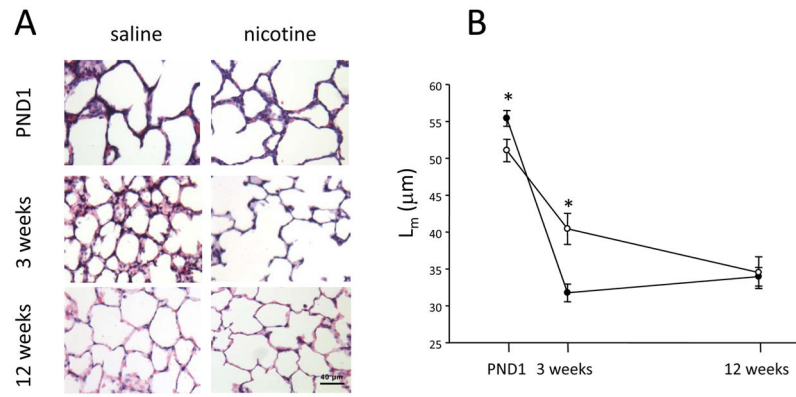 A
saline
nicotine
PND1
3 weeks
12 weeks
40 µm
B
60
55
50
45
40
35
30
25
Lm (µm)
*
*
PND1
3 weeks
12 weeks